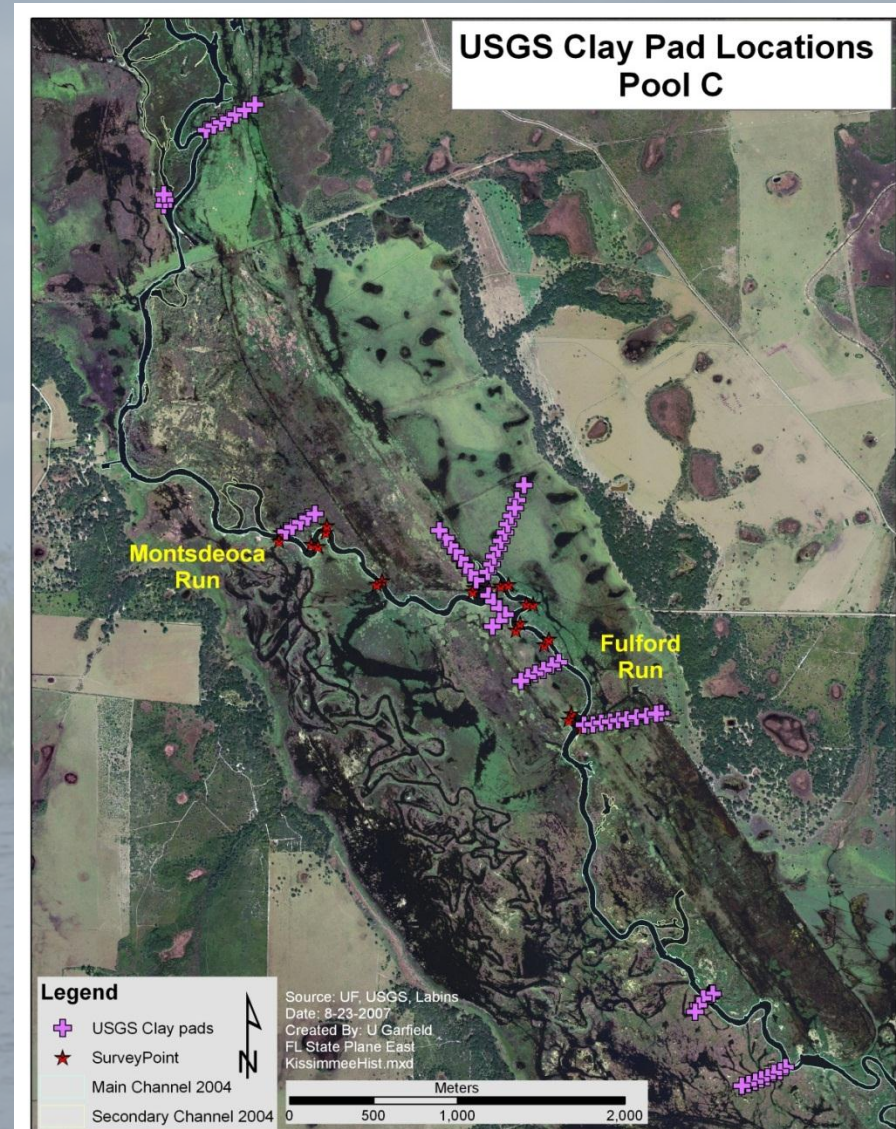 USGS Clay Pad Locations
Pool C
Montsdeoca
Run
Fulford
Run
Legend
USGS Clay pads
SurveyPoint
Main Channel 2004
Secondary Channel 2004
N
Source: UF, USGS, Labins
Date: 8-23-2007
Created By: U Garfield
FL State Plane East
KissimmeeHist.mxd
Meters
0 500 1,000 2,000